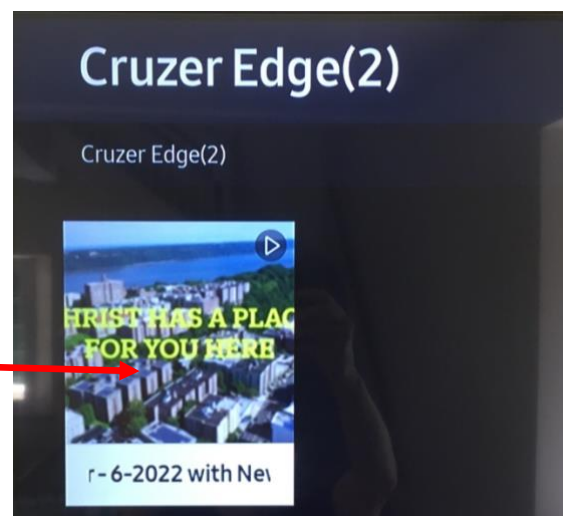 Cruzer Edge(2)
Cruzer Edge(2)
HRIST HAS A PLAC
FOR YOU HERE
r- 6-2022 with Nev